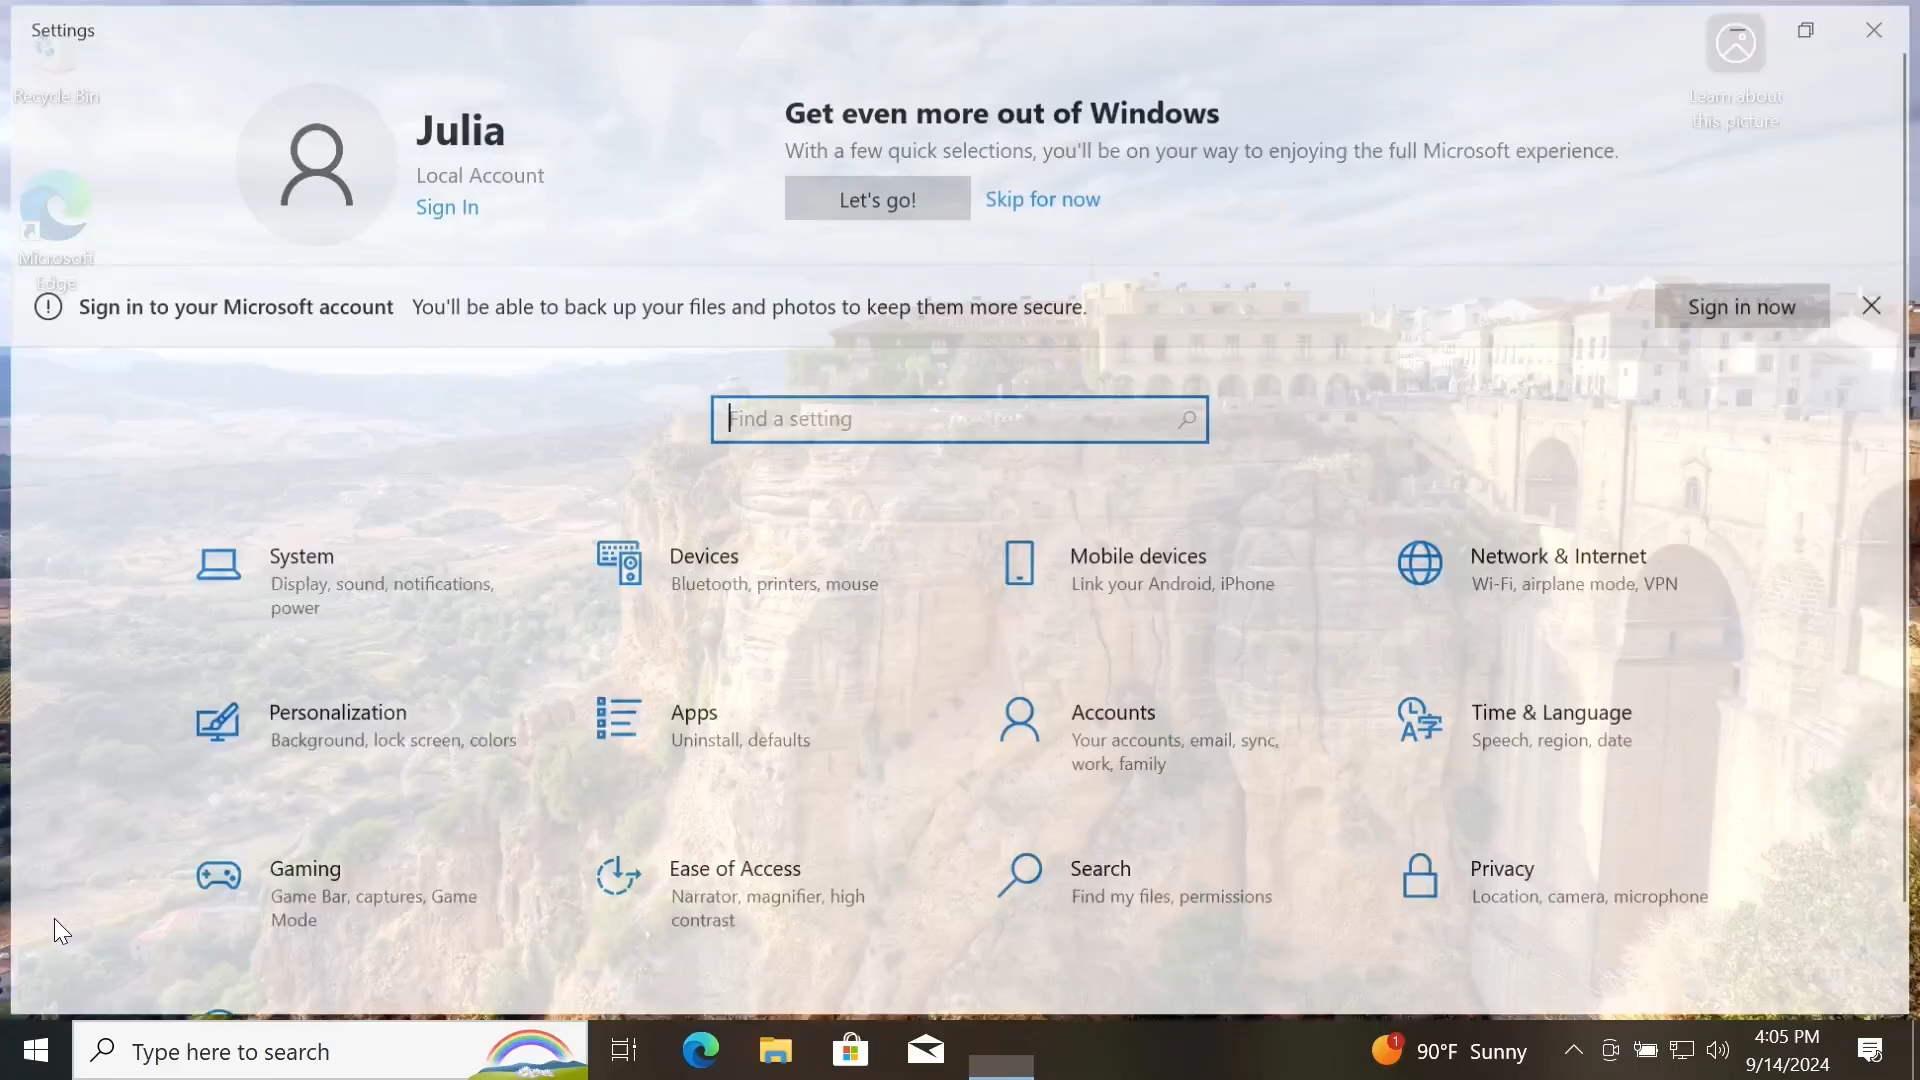 Settings
Recycle Bin
Julia
Local Account
Sign In
Get even more out of Windows
With a few quick selections, you'll be on your way to enjoying the full Microsoft experience.
Let's go!
Skip for now
Learn about
this picture
Microsoft
Edge
Sign in to your Microsoft account You'll be able to back up your files and photos to keep them more secure.
Sign in now
Find a setting
System
Display, sound, notifications,
power
Devices
Bluetooth, printers, mouse
Mobile devices
Link your Android, iPhone
Network & Internet
Wi-Fi, airplane mode, VPN
Personalization
Background, lock screen, colors
Apps
Uninstall, defaults
Accounts
Your accounts, email, sync,
work, family
Time & Language
Speech, region, date
Gaming
Game Bar, captures, Game
Mode
Ease of Access
Narrator, magnifier, high
contrast
Search
Find my files, permissions
Privacy
Location, camera, microphone
Type here to search
1
90°F Sunny
4:05 PM
9/14/2024